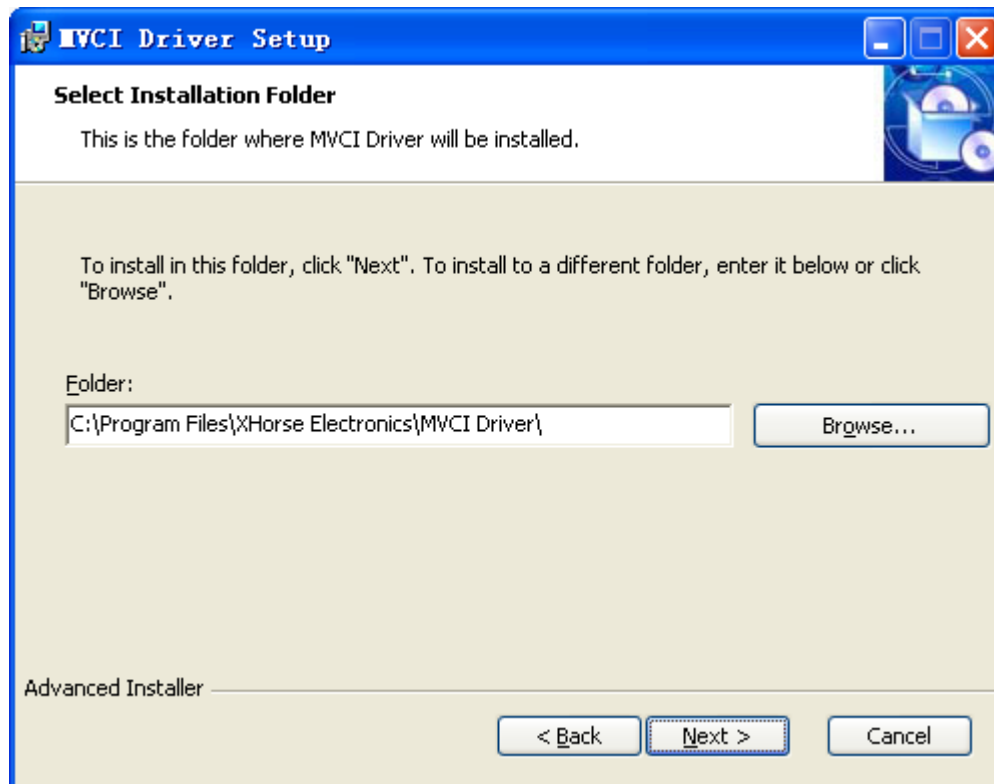 MVCI Driver Setup
Select Installation Folder
This is the folder where MVCI Driver will be installed.
To install in this folder, click "Next". To install to a different folder, enter it below or click
"Browse".
Folder:
C:\Program Files\XHorse Electronics\MVCI Driver\
Browse...
Advanced Installer
< Back
Next >
Cancel